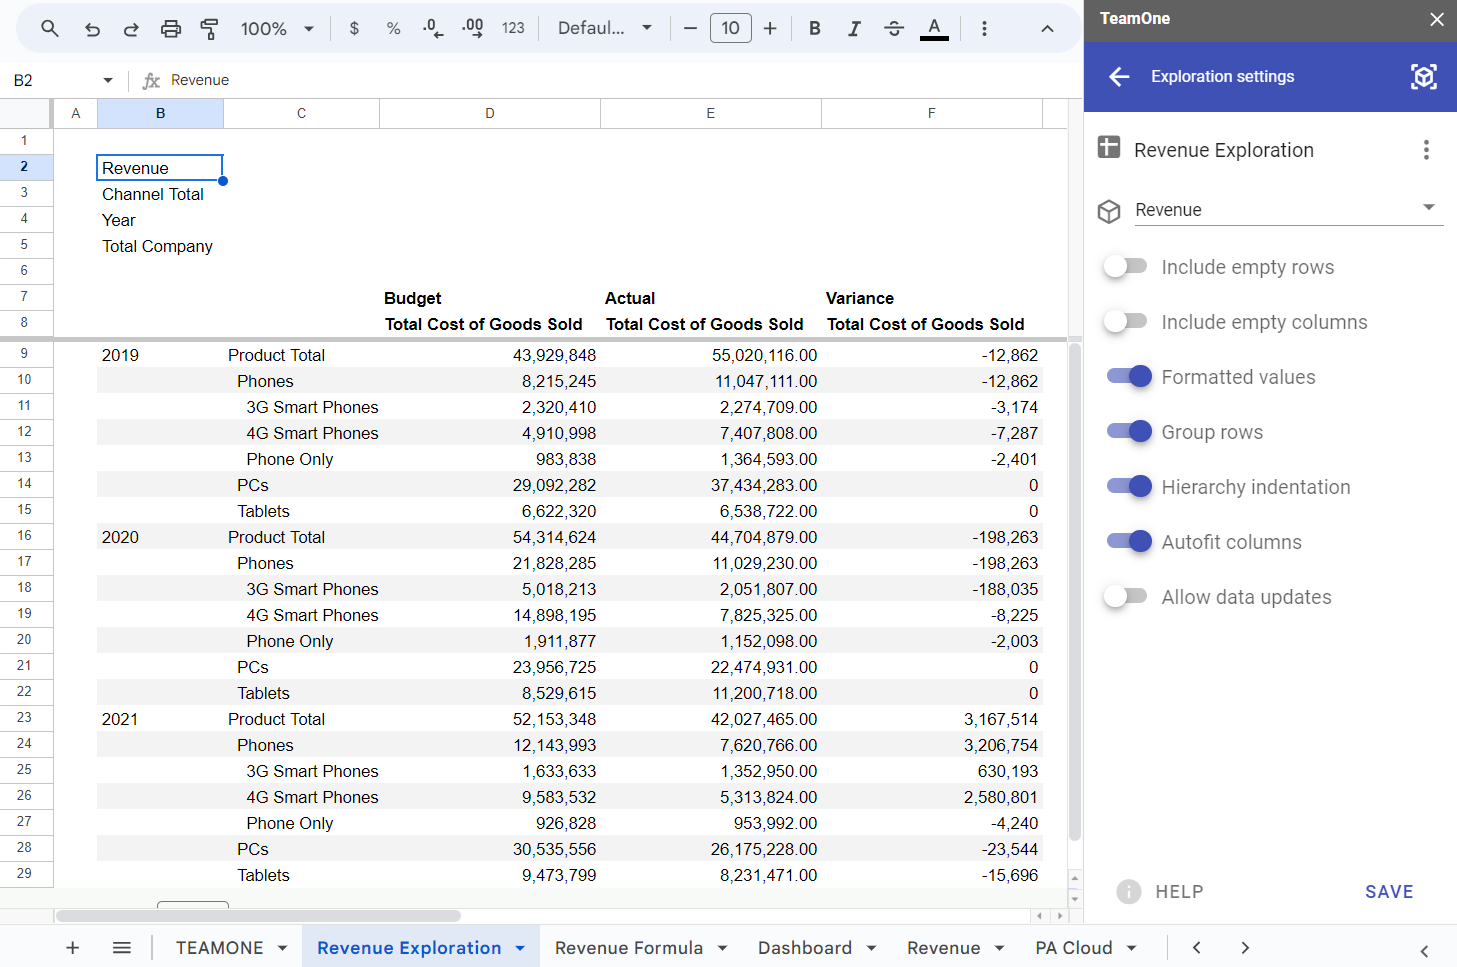 100% $ % .0 .00 123 Defaul... 10 B I S A
TeamOne
B2 fx Revenue
Exploration settings
A B C D E F
Revenue Exploration
Revenue
Include empty rows
Include empty columns
Formatted values
Group rows
Hierarchy indentation
Autofit columns
Allow data updates
HELP SAVE
1
2 Revenue
3 Channel Total
4 Year
5 Total Company
6
7 Budget Actual Variance
8 Total Cost of Goods Sold Total Cost of Goods Sold Total Cost of Goods Sold
9 2019 Product Total 43,929,848 55,020,116.00 -12,862
10 Phones 8,215,245 11,047,111.00 -12,862
11 3G Smart Phones 2,320,410 2,274,709.00 -3,174
12 4G Smart Phones 4,910,998 7,407,808.00 -7,287
13 Phone Only 983,838 1,364,593.00 -2,401
14 PCs 29,092,282 37,434,283.00 0
15 Tablets 6,622,320 6,538,722.00 0
16 2020 Product Total 54,314,624 44,704,879.00 -198,263
17 Phones 21,828,285 11,029,230.00 -198,263
18 3G Smart Phones 5,018,213 2,051,807.00 -188,035
19 4G Smart Phones 14,898,195 7,825,325.00 -8,225
20 Phone Only 1,911,877 1,152,098.00 -2,003
21 PCs 23,956,725 22,474,931.00 0
22 Tablets 8,529,615 11,200,718.00 0
23 2021 Product Total 52,153,348 42,027,465.00 3,167,514
24 Phones 12,143,993 7,620,766.00 3,206,754
25 3G Smart Phones 1,633,633 1,352,950.00 630,193
26 4G Smart Phones 9,583,532 5,313,824.00 2,580,801
27 Phone Only 926,828 953,992.00 -4,240
28 PCs 30,535,556 26,175,228.00 -23,544
29 Tablets 9,473,799 8,231,471.00 -15,696
TEAMONE Revenue Exploration Revenue Formula Dashboard Revenue PA Cloud